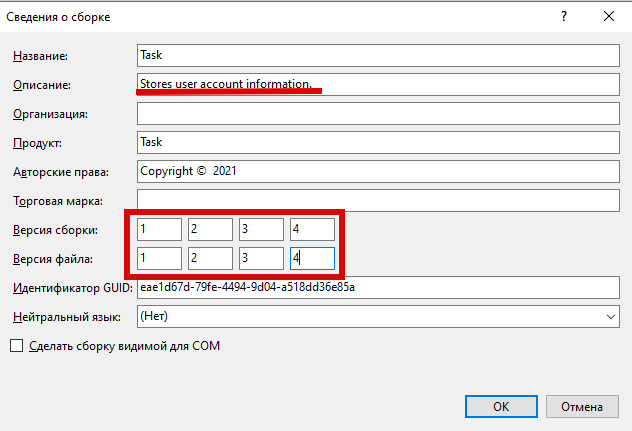 Сведения о сборке ?
Название: Task
Описание: Stores user account information.
Организация:
Продукт: Task
Авторские права: Copyright © 2021
Торговая марка:
Версия сборки: 1 2 3 4
Версия файла: 1 2 3 4
Идентификатор GUID: eae1d67d-79fe-4494-9d04-a518dd36e85a
Нейтральный язык: (Нет)
Сделать сборку видимой для COM
OK Отмена